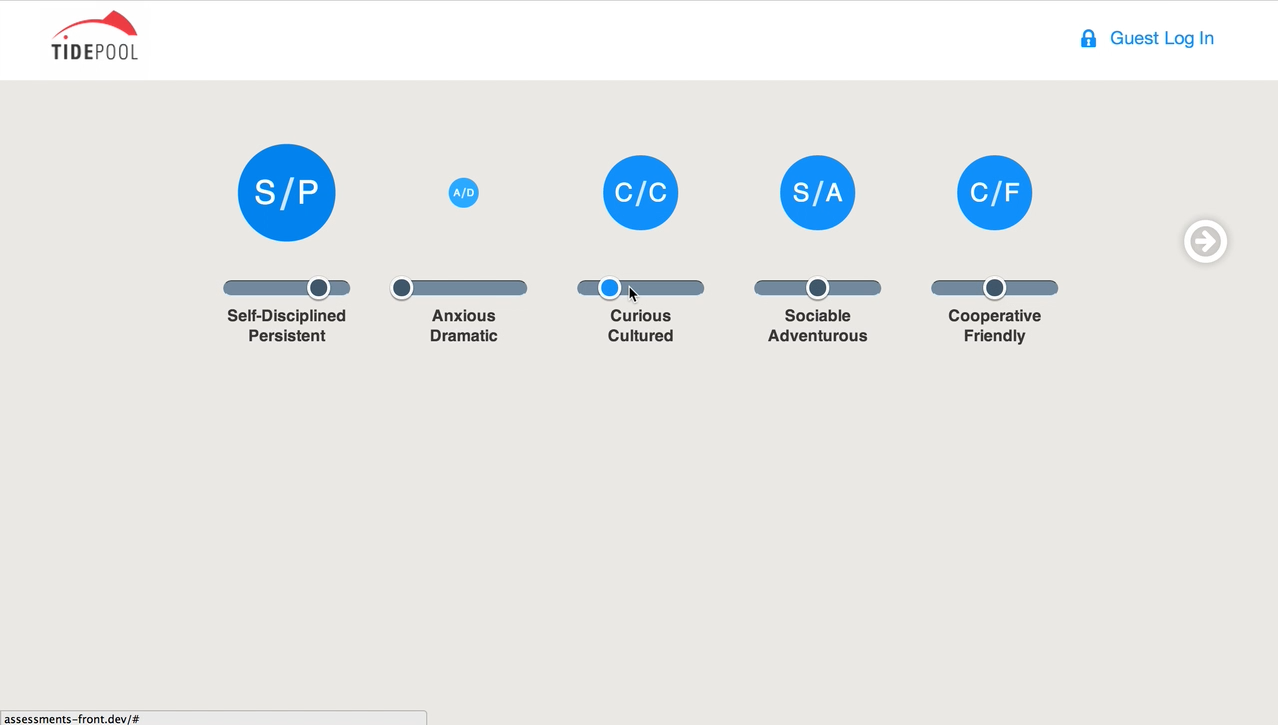 TIDEPOOL
Guest Log In
S/P
A/D
C/C
S/A
C/F
Self-Disciplined
Persistent
Anxious
Dramatic
Curious
Cultured
Sociable
Adventurous
Cooperative
Friendly
assessments-front.dev/#